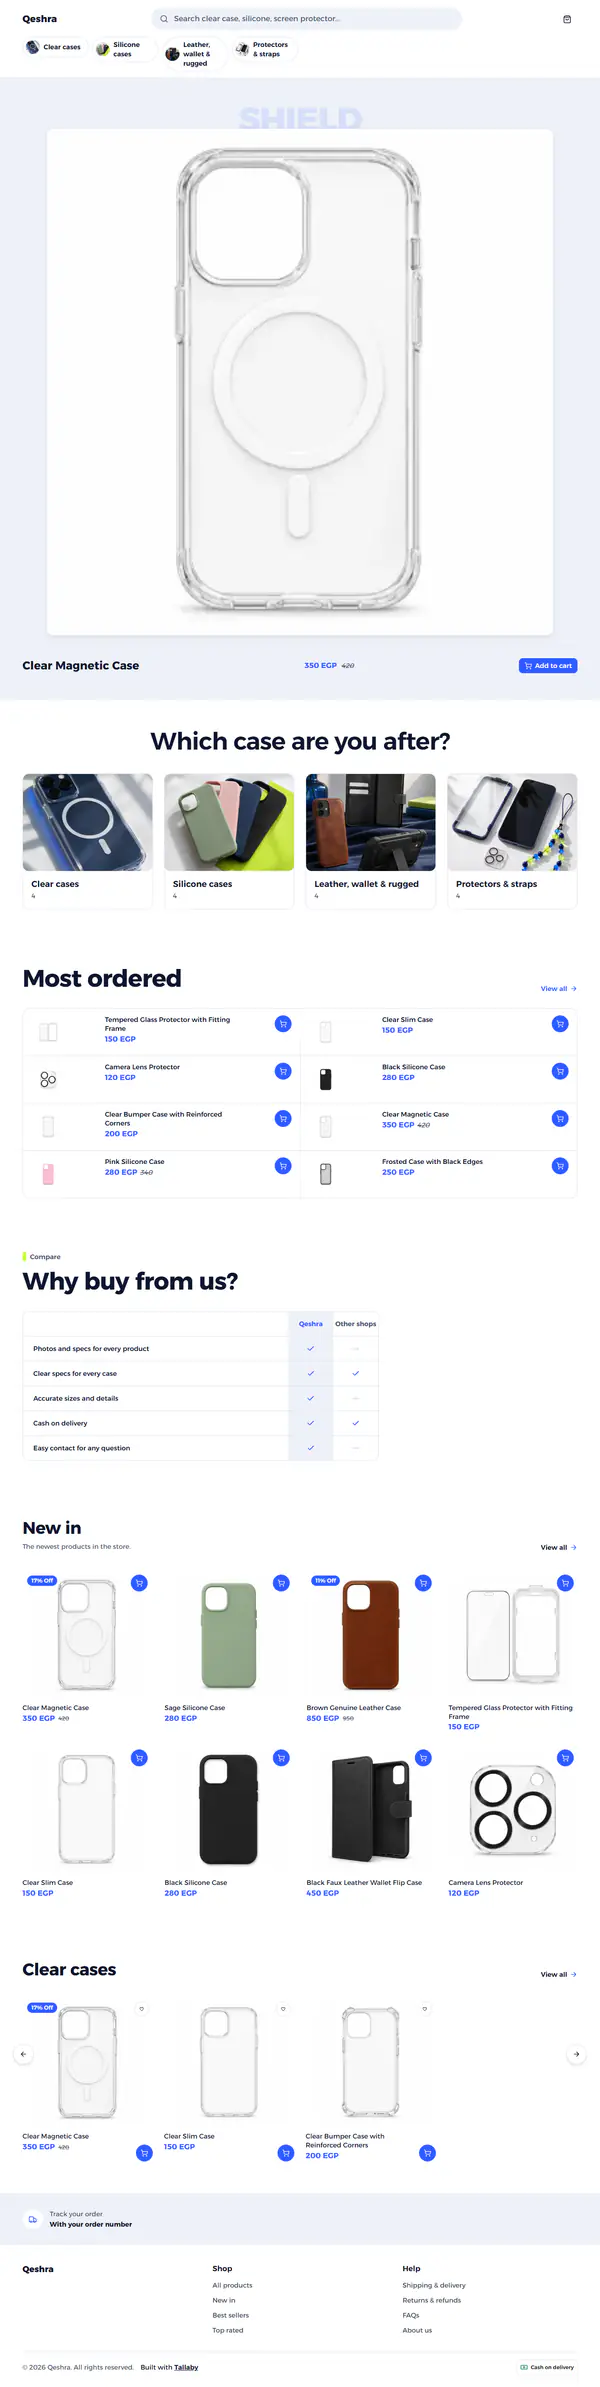 Qeshra
Search clear case, silicone, screen protector...
Clear cases
Silicone
cases
Leather,
wallet &
rugged
Protectors
& straps
SHIELD
Clear Magnetic Case
350 EGP 420
Add to cart
Which case are you after?
Clear cases
4
Silicone cases
4
Leather, wallet & rugged
4
Protectors & straps
4
Most ordered
View all →
Tempered Glass Protector with Fitting
Frame
150 EGP
Clear Slim Case
150 EGP
Camera Lens Protector
120 EGP
Black Silicone Case
280 EGP
Clear Bumper Case with Reinforced
Corners
200 EGP
Clear Magnetic Case
350 EGP 420
Pink Silicone Case
280 EGP 340
Frosted Case with Black Edges
250 EGP
Compare
Why buy from us?
Qeshra Other shops
Photos and specs for every product
Clear specs for every case
Accurate sizes and details
Cash on delivery
Easy contact for any question
New in
The newest products in the store.
View all →
17% Off
Clear Magnetic Case
350 EGP 420
Sage Silicone Case
280 EGP
11% Off
Brown Genuine Leather Case
850 EGP 950
Tempered Glass Protector with Fitting
Frame
150 EGP
Clear Slim Case
150 EGP
Black Silicone Case
280 EGP
Black Faux Leather Wallet Flip Case
450 EGP
Camera Lens Protector
120 EGP
Clear cases
View all →
17% Off
Clear Magnetic Case
350 EGP 420
Clear Slim Case
150 EGP
Clear Bumper Case with
Reinforced Corners
200 EGP
Track your order
With your order number
Qeshra
Shop
All products
New in
Best sellers
Top rated
Help
Shipping & delivery
Returns & refunds
FAQs
About us
© 2026 Qeshra. All rights reserved. Built with Tallaby
Cash on delivery